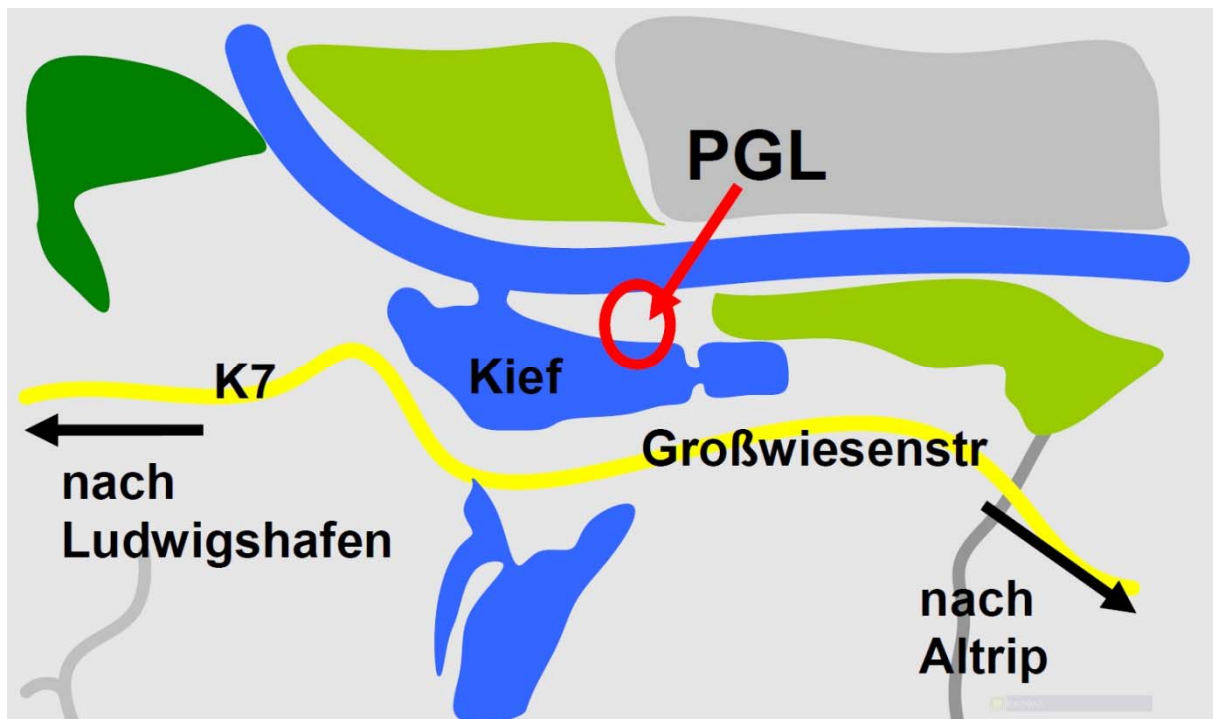 PGL
K7
Kief
Großwiesenstr
nach
Ludwigshafen
nach
Altrip